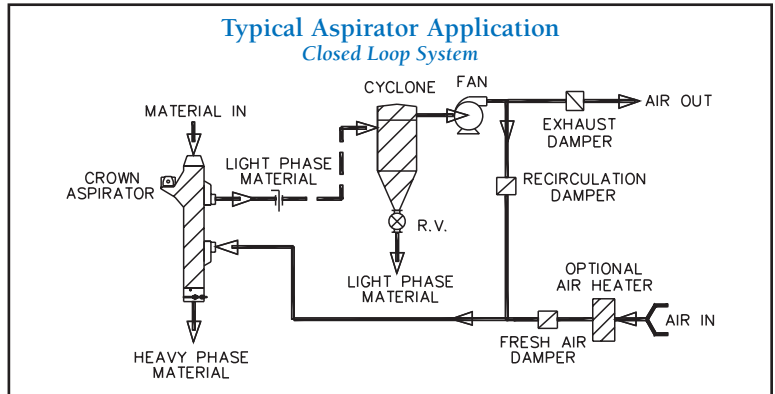 Typical Aspirator Application
Closed Loop System
CYCLONE
FAN
MATERIAL IN
AIR OUT
EXHAUST
DAMPER
LIGHT PHASE
MATERIAL
CROWN
ASPIRATOR
RECIRCULATION
DAMPER
R.V.
LIGHT PHASE
MATERIAL
OPTIONAL
AIR HEATER
AIR IN
FRESH AIR
DAMPER
HEAVY PHASE
MATERIAL